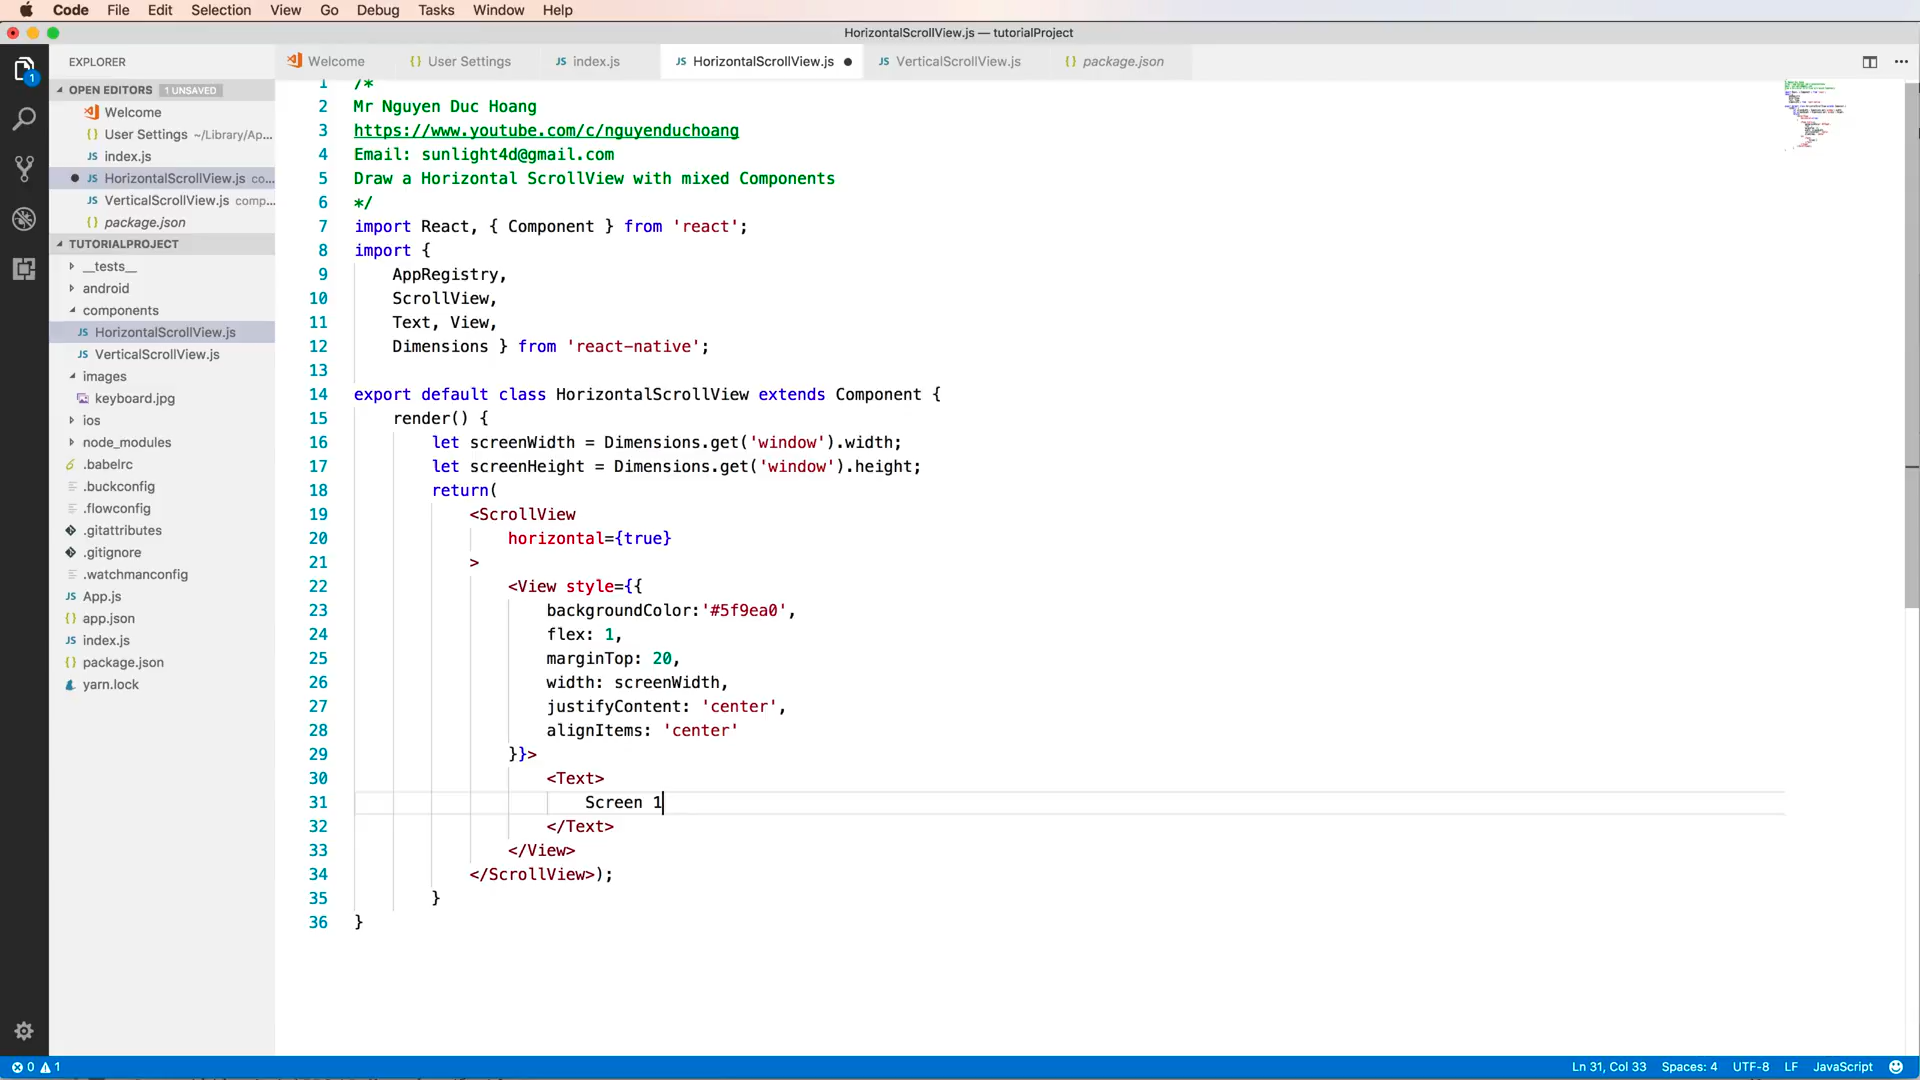 Code File Edit Selection View Go Debug Tasks Window Help
HorizontalScrollView.js — tutorialProject
EXPLORER
OPEN EDITORS 1 UNSAVED
Welcome
User Settings ~/Library/Ap...
index.js
HorizontalScrollView.js co...
VerticalScrollView.js comp...
package.json
TUTORIALPROJECT
__tests__
android
components
HorizontalScrollView.js
VerticalScrollView.js
images
keyboard.jpg
ios
node_modules
.babelrc
.buckconfig
.flowconfig
.gitattributes
.gitignore
.watchmanconfig
App.js
app.json
index.js
package.json
yarn.lock
Welcome User Settings index.js HorizontalScrollView.js VerticalScrollView.js package.json
1 /*
2 Mr Nguyen Duc Hoang
3 https://www.youtube.com/c/nguyenduchoang
4 Email: sunlight4d@gmail.com
5 Draw a Horizontal ScrollView with mixed Components
6 */
7 import React, { Component } from 'react';
8 import {
9 AppRegistry,
10 ScrollView,
11 Text, View,
12 Dimensions } from 'react-native';
13
14 export default class HorizontalScrollView extends Component {
15 render() {
16 let screenWidth = Dimensions.get('window').width;
17 let screenHeight = Dimensions.get('window').height;
18 return(
19 <ScrollView
20 horizontal={true}
21 >
22 <View style={{
23 backgroundColor:'#5f9ea0',
24 flex: 1,
25 marginTop: 20,
26 width: screenWidth,
27 justifyContent: 'center',
28 alignItems: 'center'
29 }}>
30 <Text>
31 Screen 1
32 </Text>
33 </View>
34 </ScrollView>);
35 }
36 }
0 1 Ln 31, Col 33 Spaces: 4 UTF-8 LF JavaScript